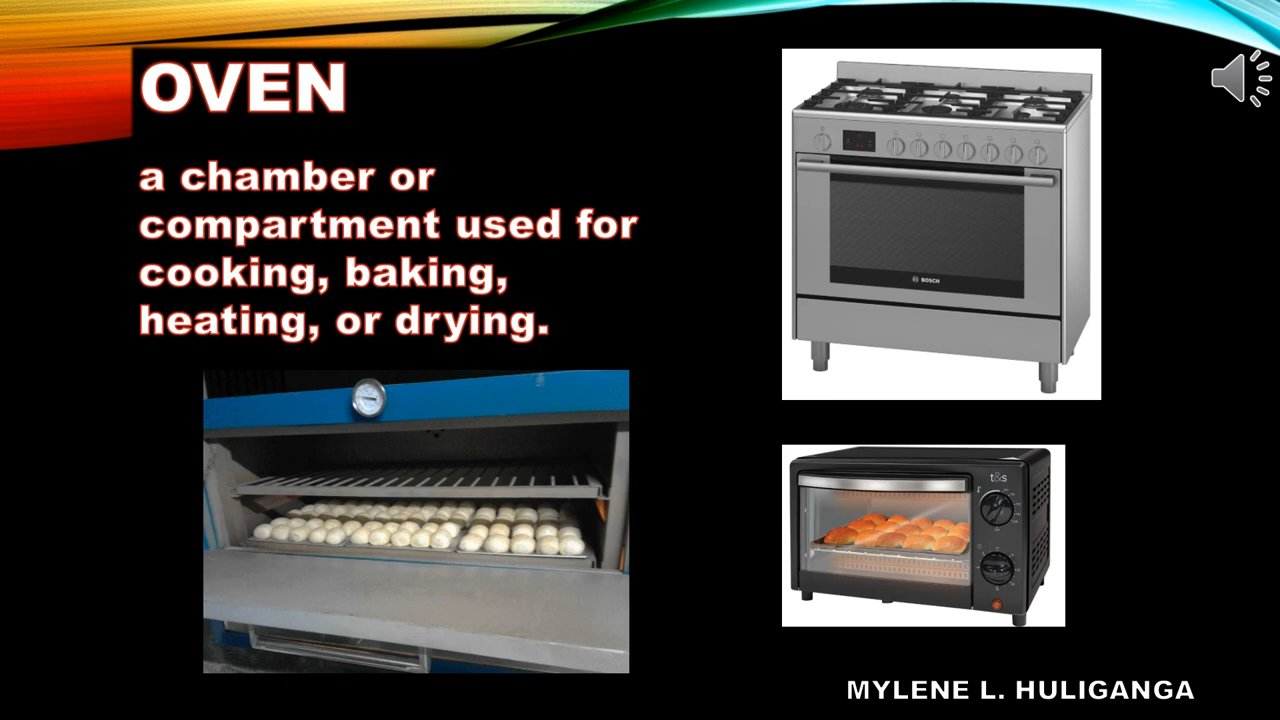 OVEN
a chamber or
compartment used for
cooking, baking,
heating, or drying.
BOSCH
t&s
MYLENE L. HULIGANGA